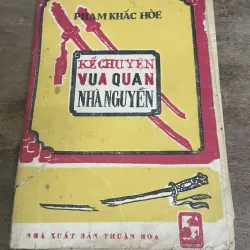 PHẠM KHẮC HÒE
KỂ CHUYỆN
VUA QUAN
NHÀ NGUYỄN
NHÀ XUẤT BẢN THUẬN HÓA